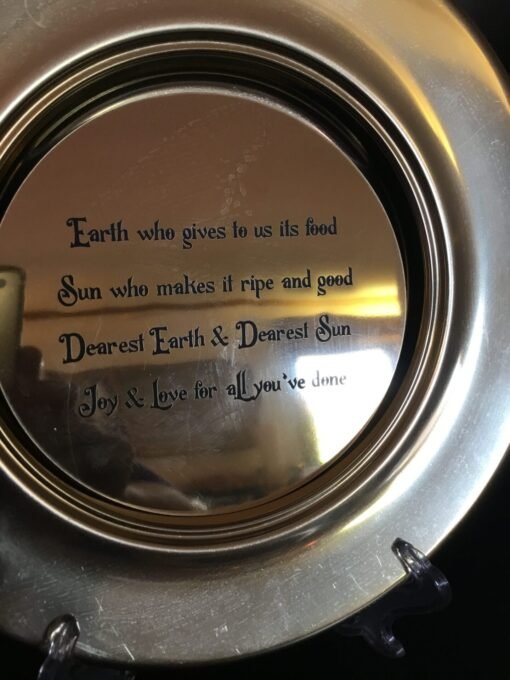 Earth who gives to us its food
Sun who makes it ripe and good
Dearest Earth & Dearest Sun
Joy & Love for all you've done